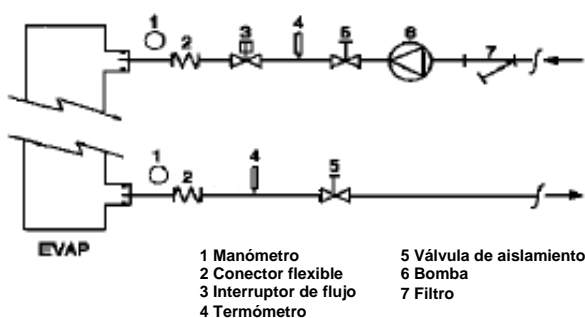 1 2 3 4 5 6 7
1 2 4 5
EVAP
1 Manómetro
2 Conector flexible
3 Interruptor de flujo
4 Termómetro
5 Válvula de aislamiento
6 Bomba
7 Filtro